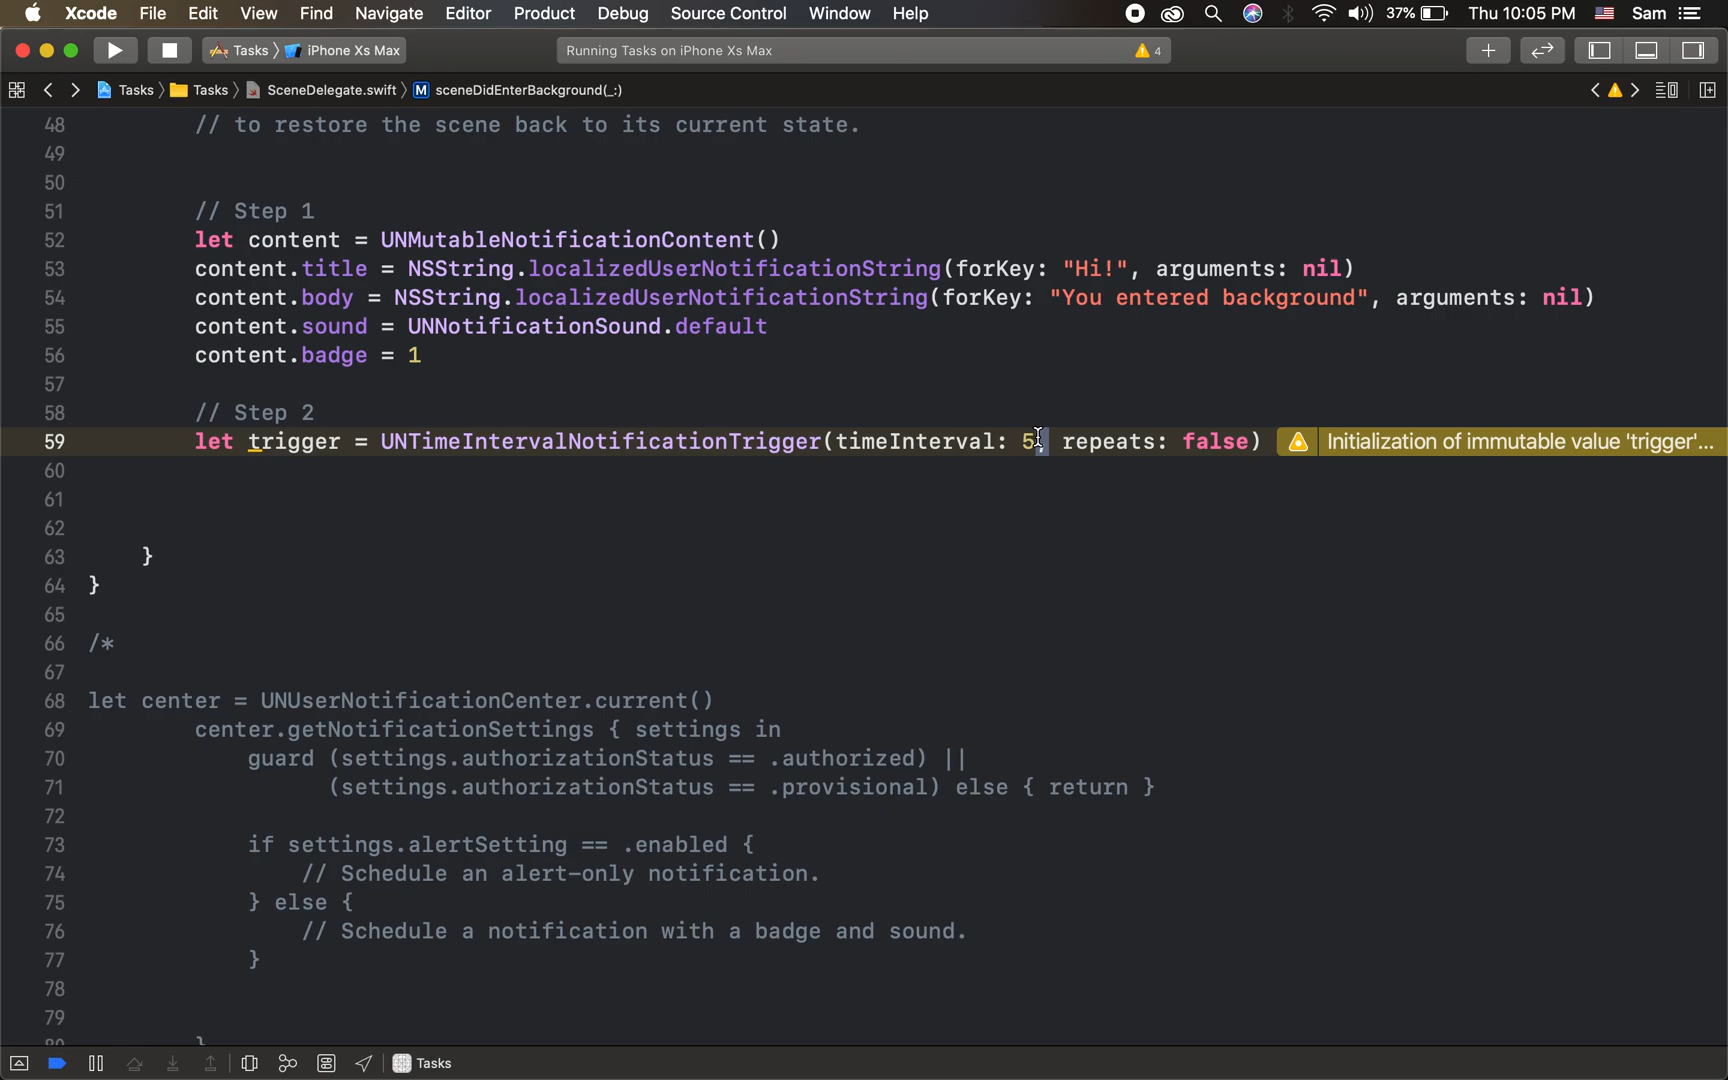 Xcode File Edit View Find Navigate Editor Product Debug Source Control Window Help 37% Thu 10:05 PM Sam
Tasks iPhone Xs Max Running Tasks on iPhone Xs Max 4
Tasks Tasks SceneDelegate.swift M sceneDidEnterBackground(_:)
48 // to restore the scene back to its current state.
49
50
51 // Step 1
52 let content = UNMutableNotificationContent()
53 content.title = NSString.localizedUserNotificationString(forKey: "Hi!", arguments: nil)
54 content.body = NSString.localizedUserNotificationString(forKey: "You entered background", arguments: nil)
55 content.sound = UNNotificationSound.default
56 content.badge = 1
57
58 // Step 2
59 let trigger = UNTimeIntervalNotificationTrigger(timeInterval: 5, repeats: false) Initialization of immutable value 'trigger'...
60
61
62
63 }
64 }
65
66 /*
67
68 let center = UNUserNotificationCenter.current()
69 center.getNotificationSettings { settings in
70 guard (settings.authorizationStatus == .authorized) ||
71 (settings.authorizationStatus == .provisional) else { return }
72
73 if settings.alertSetting == .enabled {
74 // Schedule an alert-only notification.
75 } else {
76 // Schedule a notification with a badge and sound.
77 }
78
79
80 }
Tasks